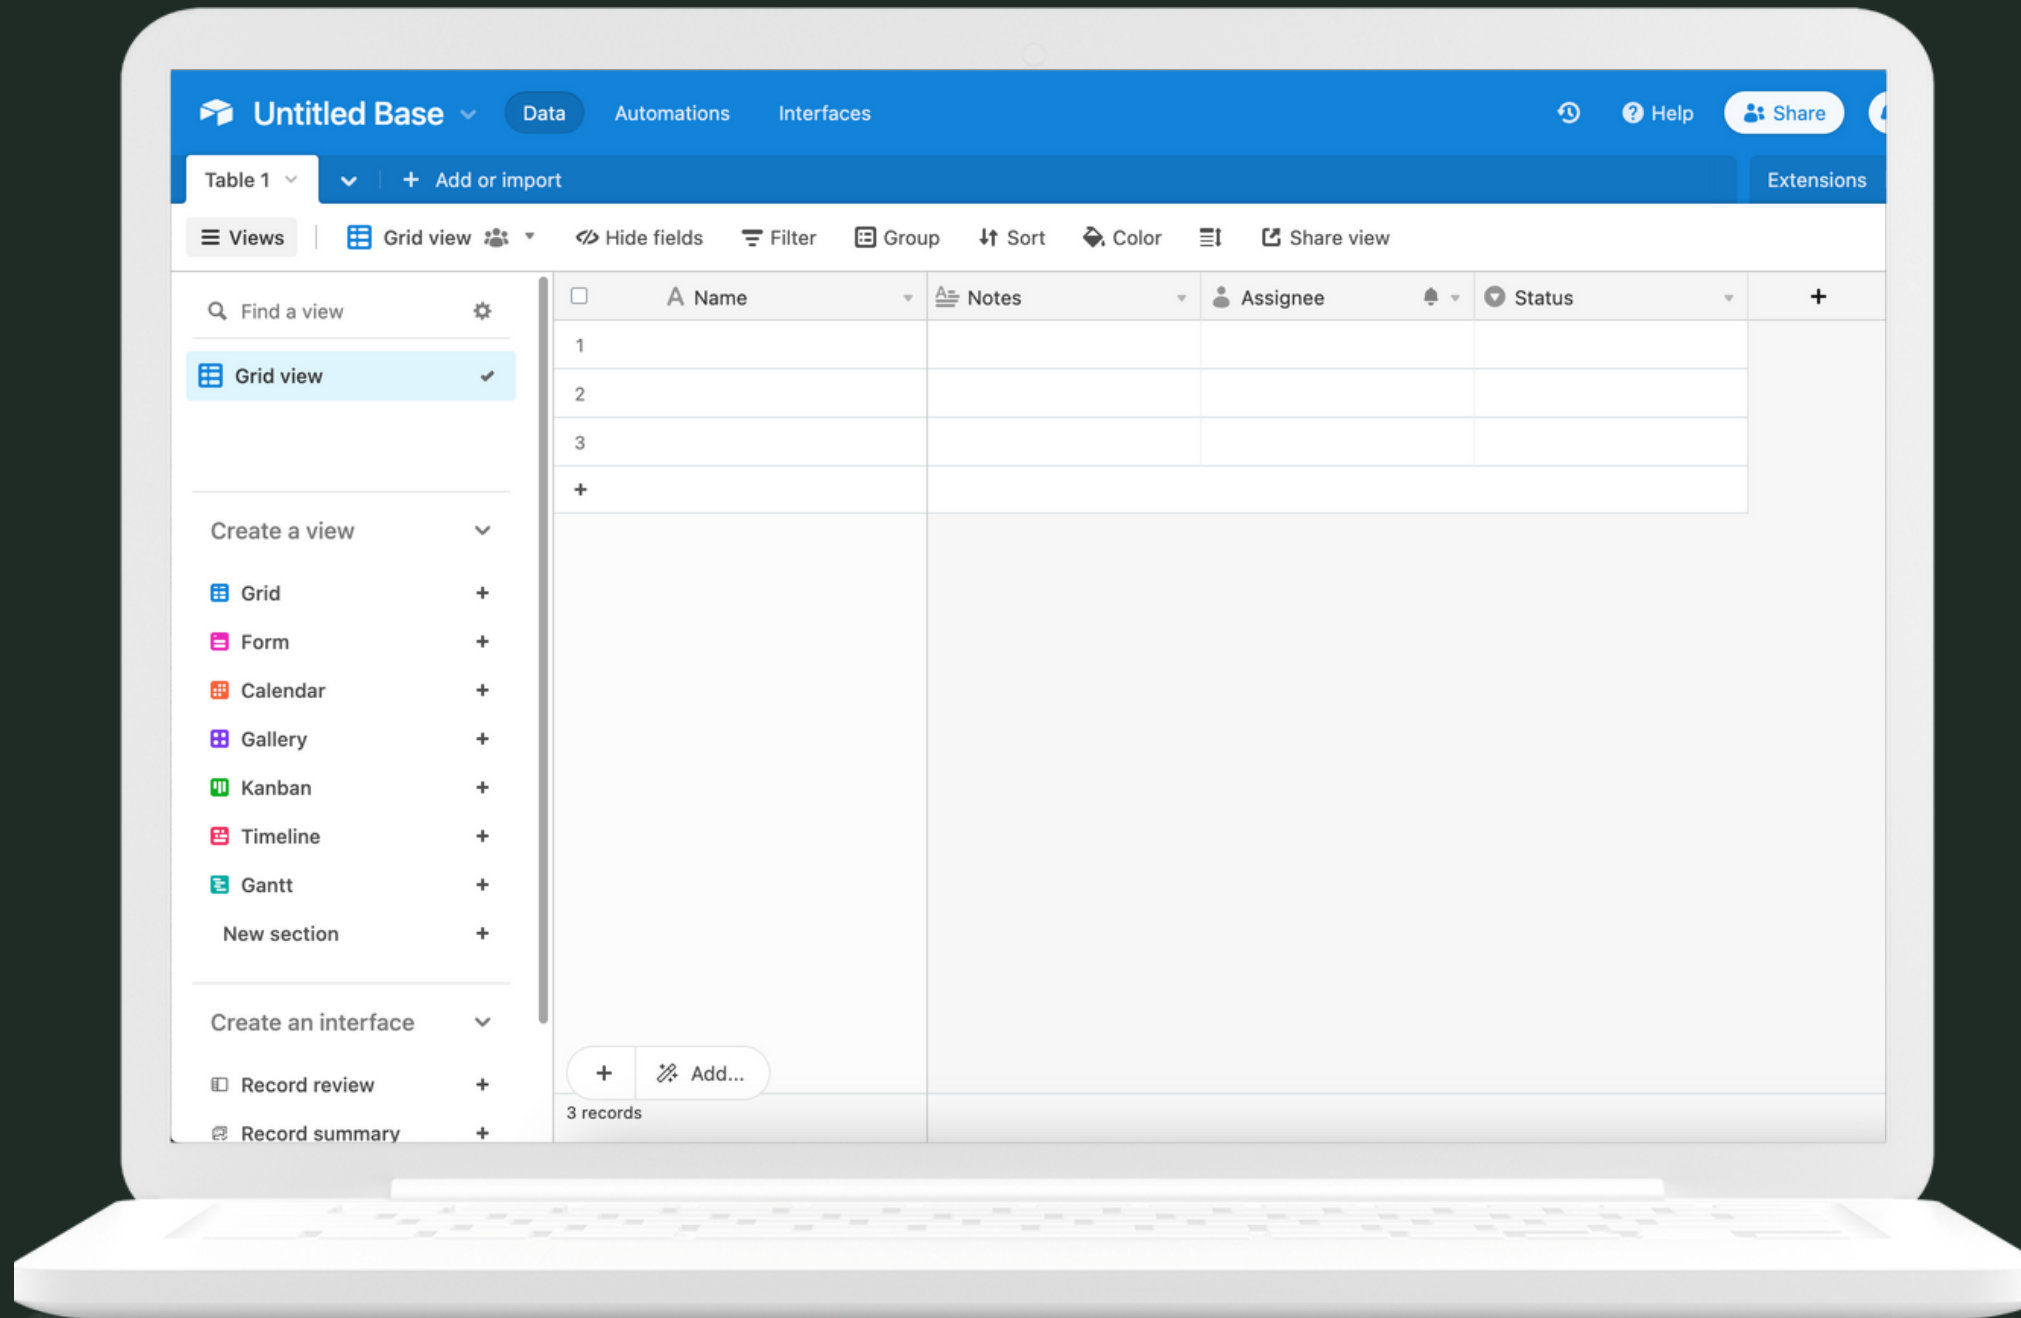 Untitled Base
Data
Automations
Interfaces
Help
Share
Table 1
Add or import
Extensions
Views
Grid view
Hide fields
Filter
Group
Sort
Color
Share view
Find a view
Grid view
Create a view
Grid
Form
Calendar
Gallery
Kanban
Timeline
Gantt
New section
Create an interface
Record review
Record summary
Name
Notes
Assignee
Status
1
2
3
Add...
3 records